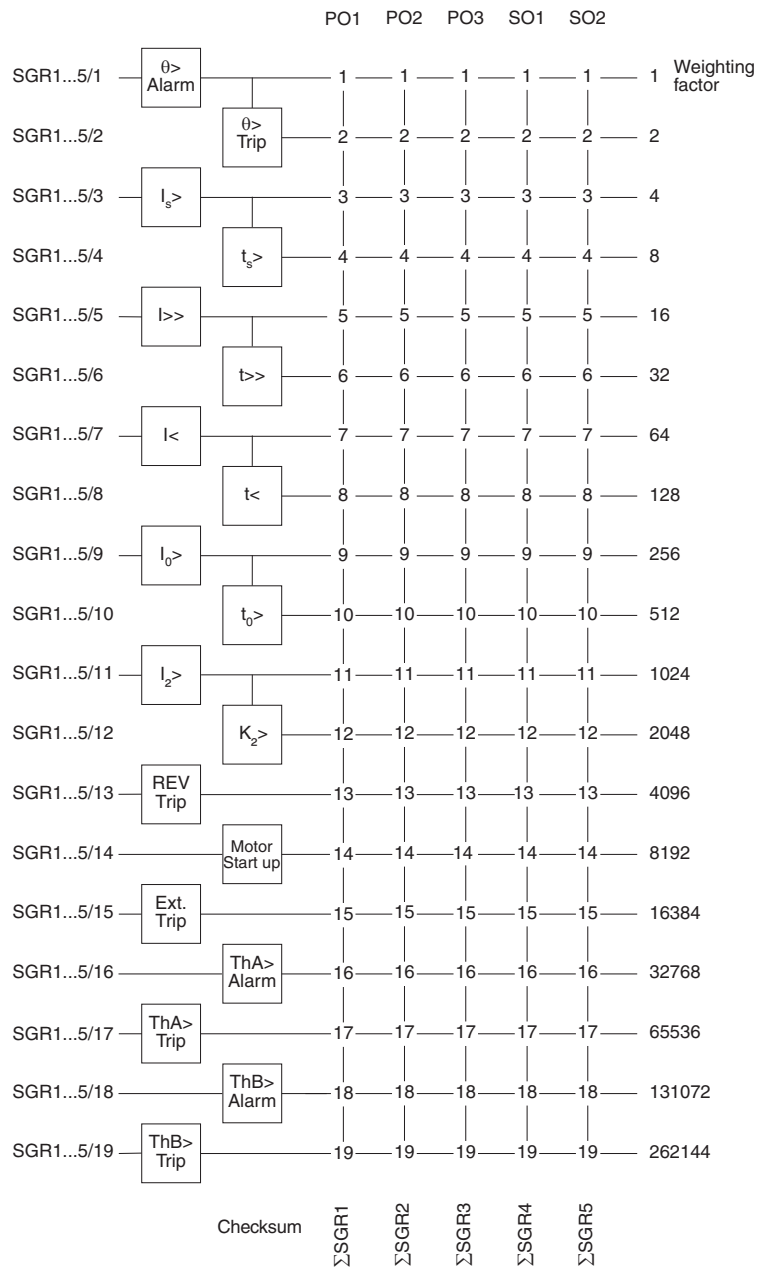 PO1 PO2 PO3 SO1 SO2
SGR1...5/1 θ> Alarm 1 1 1 1 1 1 Weighting factor
SGR1...5/2 θ> Trip 2 2 2 2 2 2
SGR1...5/3 Is> 3 3 3 3 3 4
SGR1...5/4 ts> 4 4 4 4 4 8
SGR1...5/5 I>> 5 5 5 5 5 16
SGR1...5/6 t>> 6 6 6 6 6 32
SGR1...5/7 I< 7 7 7 7 7 64
SGR1...5/8 t< 8 8 8 8 8 128
SGR1...5/9 I0> 9 9 9 9 9 256
SGR1...5/10 t0> 10 10 10 10 10 512
SGR1...5/11 I2> 11 11 11 11 11 1024
SGR1...5/12 K2> 12 12 12 12 12 2048
SGR1...5/13 REV Trip 13 13 13 13 13 4096
SGR1...5/14 Motor Start up 14 14 14 14 14 8192
SGR1...5/15 Ext. Trip 15 15 15 15 15 16384
SGR1...5/16 ThA> Alarm 16 16 16 16 16 32768
SGR1...5/17 ThA> Trip 17 17 17 17 17 65536
SGR1...5/18 ThB> Alarm 18 18 18 18 18 131072
SGR1...5/19 ThB> Trip 19 19 19 19 19 262144
Checksum ∑SGR1 ∑SGR2 ∑SGR3 ∑SGR4 ∑SGR5